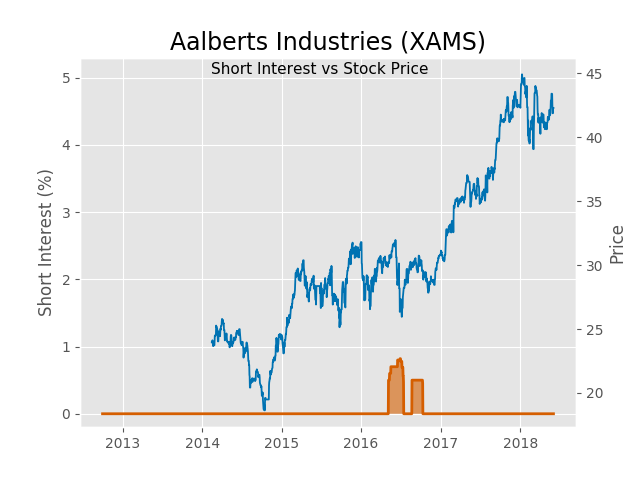 Aalberts Industries (XAMS)
Short Interest vs Stock Price
Short Interest (%)
5
4
3
2
1
0
45
40
35
30
25
20
Price
2013 2014 2015 2016 2017 2018